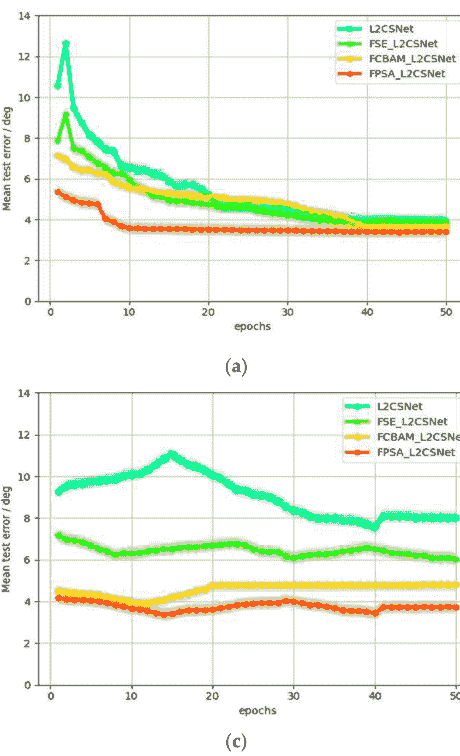 14
12
10
8
6
4
2
0
Mean test error / deg
L2CSNet
FSE_L2CSNet
FCBAM_L2CSNet
FPSA_L2CSNet
0 10 20 30 40 50
epochs
(a)
14
12
10
8
6
4
2
0
Mean test error / deg
L2CSNet
FSE_L2CSNet
FCBAM_L2CSNe
FPSA_L2CSNet
0 10 20 30 40 50
epochs
(c)